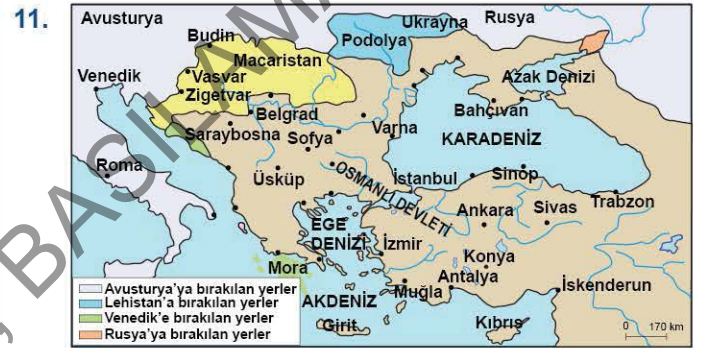 11.
Avusturya
Ukrayna
Rusya
Budin
Podolya
Macaristan
Venedik
Vasvar
Azak Denizi
Zigetvar
Bahçıvan
Belgrad
Saraybosna
Sofya
Varna
KARADENİZ
Roma
Üsküp
OSMANLI DEVLETİ
İstanbul
Sinop
Trabzon
Ankara
Sivas
EGE
DENİZİ
İzmir
Konya
Mora
Antalya
İskenderun
Muğla
AKDENİZ
Girit
Kıbrıs
Avusturya'ya bırakılan yerler
Lehistan'a bırakılan yerler
Venedik'e bırakılan yerler
Rusya'ya bırakılan yerler
0 170 km